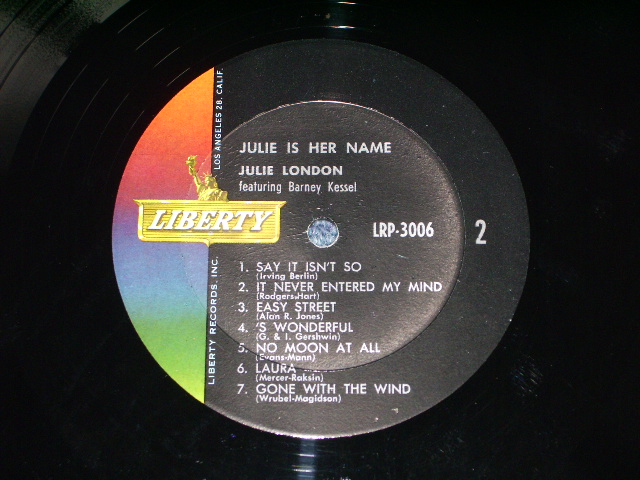 LOS ANGELES 28, CALIF.
JULIE IS HER NAME
JULIE LONDON
featuring Barney Kessel
LIBERTY
LRP-3006
2
LIBERTY RECORDS, INC.
1. SAY IT ISN'T SO
(Irving Berlin)
2. IT NEVER ENTERED MY MIND
(Rodgers-Hart)
3. EASY STREET
(Alan R. Jones)
4. 'S WONDERFUL
(G. & I. Gershwin)
5. NO MOON AT ALL
(Evans-Mann)
6. LAURA
(Mercer-Raksin)
7. GONE WITH THE WIND
(Wrubel-Magidson)